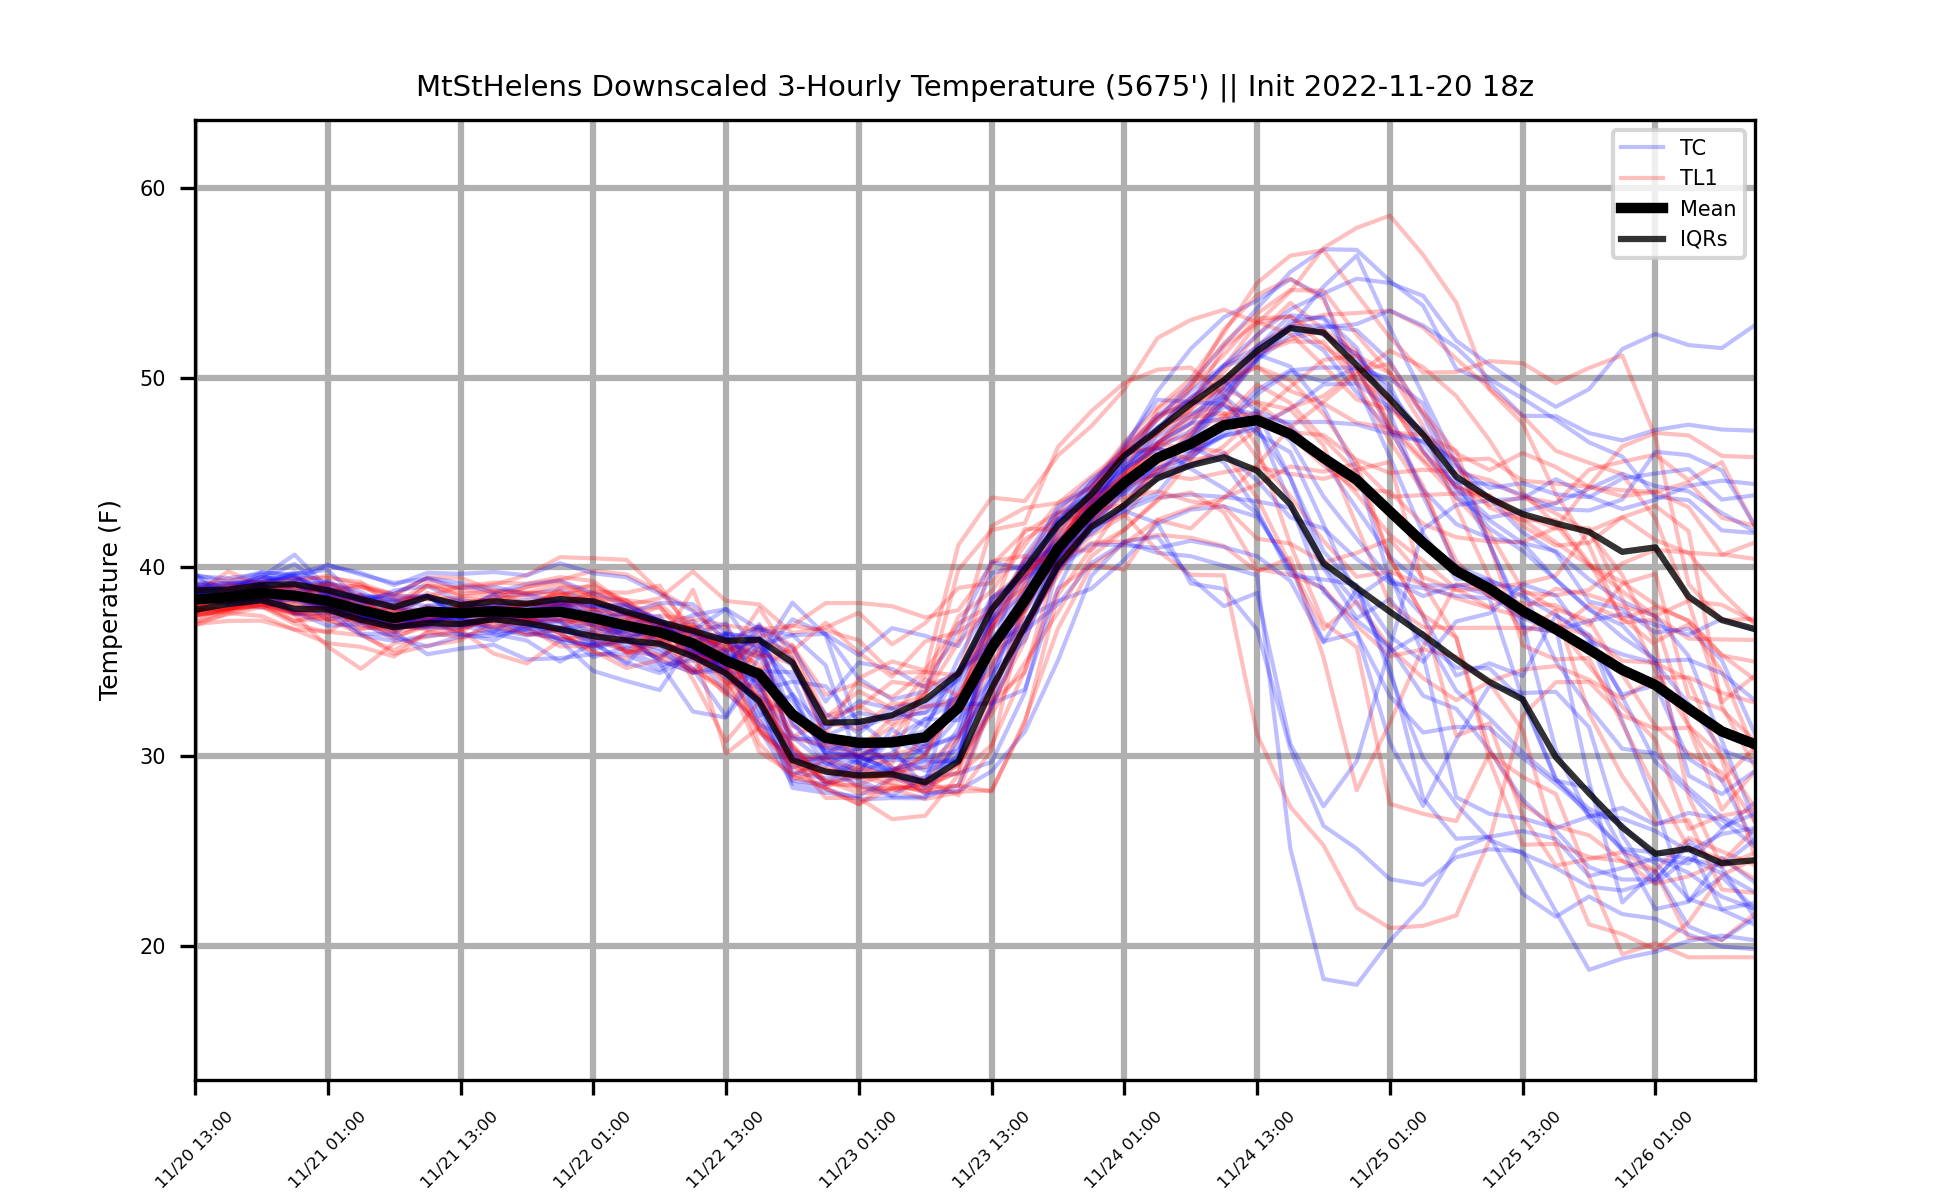 MtStHelens Downscaled 3-Hourly Temperature (5675') || Init 2022-11-20 18z
TC
TL1
Mean
IQRs
Temperature (F)
60
50
40
30
20
11/20 13:00
11/21 01:00
11/21 13:00
11/22 01:00
11/22 13:00
11/23 01:00
11/23 13:00
11/24 01:00
11/24 13:00
11/25 01:00
11/25 13:00
11/26 01:00